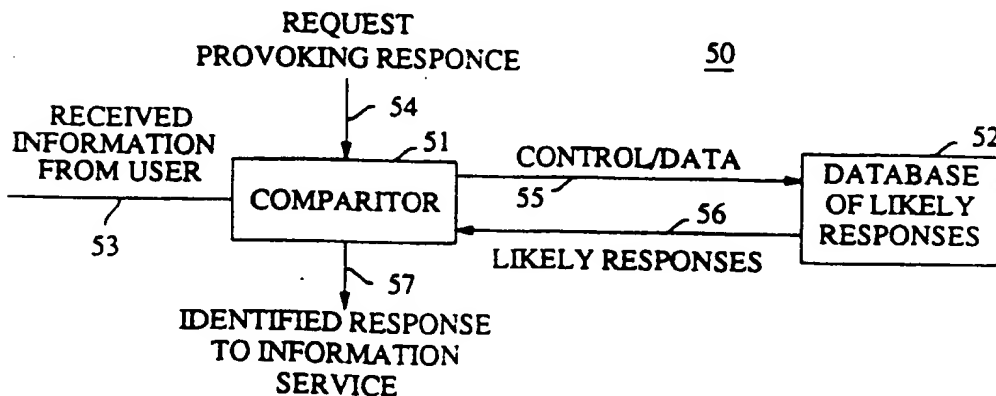 REQUEST
PROVOKING RESPONCE
50
54
RECEIVED
INFORMATION
FROM USER
53
51
COMPARITOR
CONTROL/DATA
55
56
LIKELY RESPONSES
52
DATABASE
OF LIKELY
RESPONSES
57
IDENTIFIED RESPONSE
TO INFORMATION
SERVICE